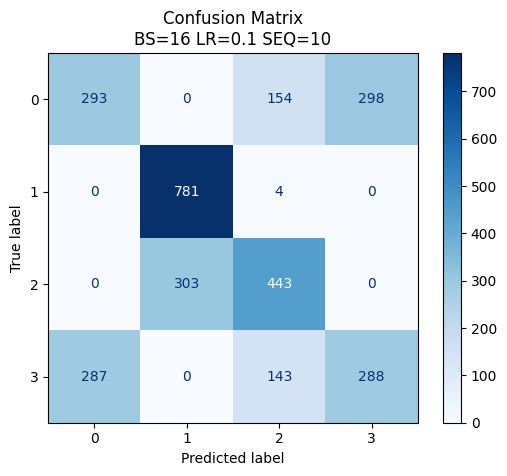 Confusion Matrix
BS=16 LR=0.1 SEQ=10
True label
0 293 0 154 298
1 0 781 4 0
2 0 303 443 0
3 287 0 143 288
0 1 2 3
Predicted label
700
600
500
400
300
200
100
0